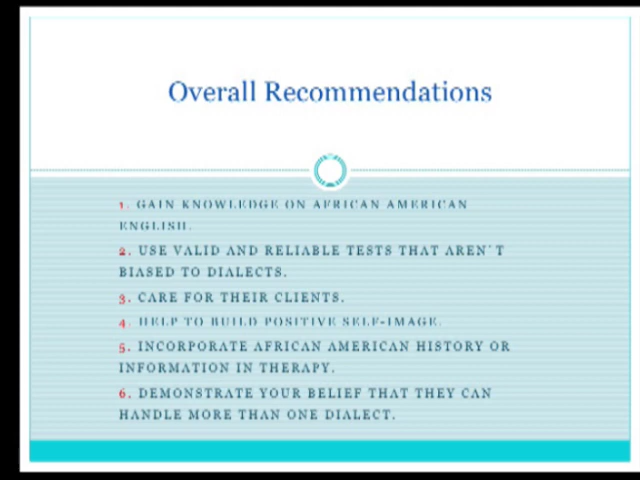 Overall Recommendations
1. GAIN KNOWLEDGE ON AFRICAN AMERICAN
ENGLISH.
2. USE VALID AND RELIABLE TESTS THAT AREN'T
BIASED TO DIALECTS.
3. CARE FOR THEIR CLIENTS.
4. HELP TO BUILD POSITIVE SELF-IMAGE.
5. INCORPORATE AFRICAN AMERICAN HISTORY OR
INFORMATION IN THERAPY.
6. DEMONSTRATE YOUR BELIEF THAT THEY CAN
HANDLE MORE THAN ONE DIALECT.